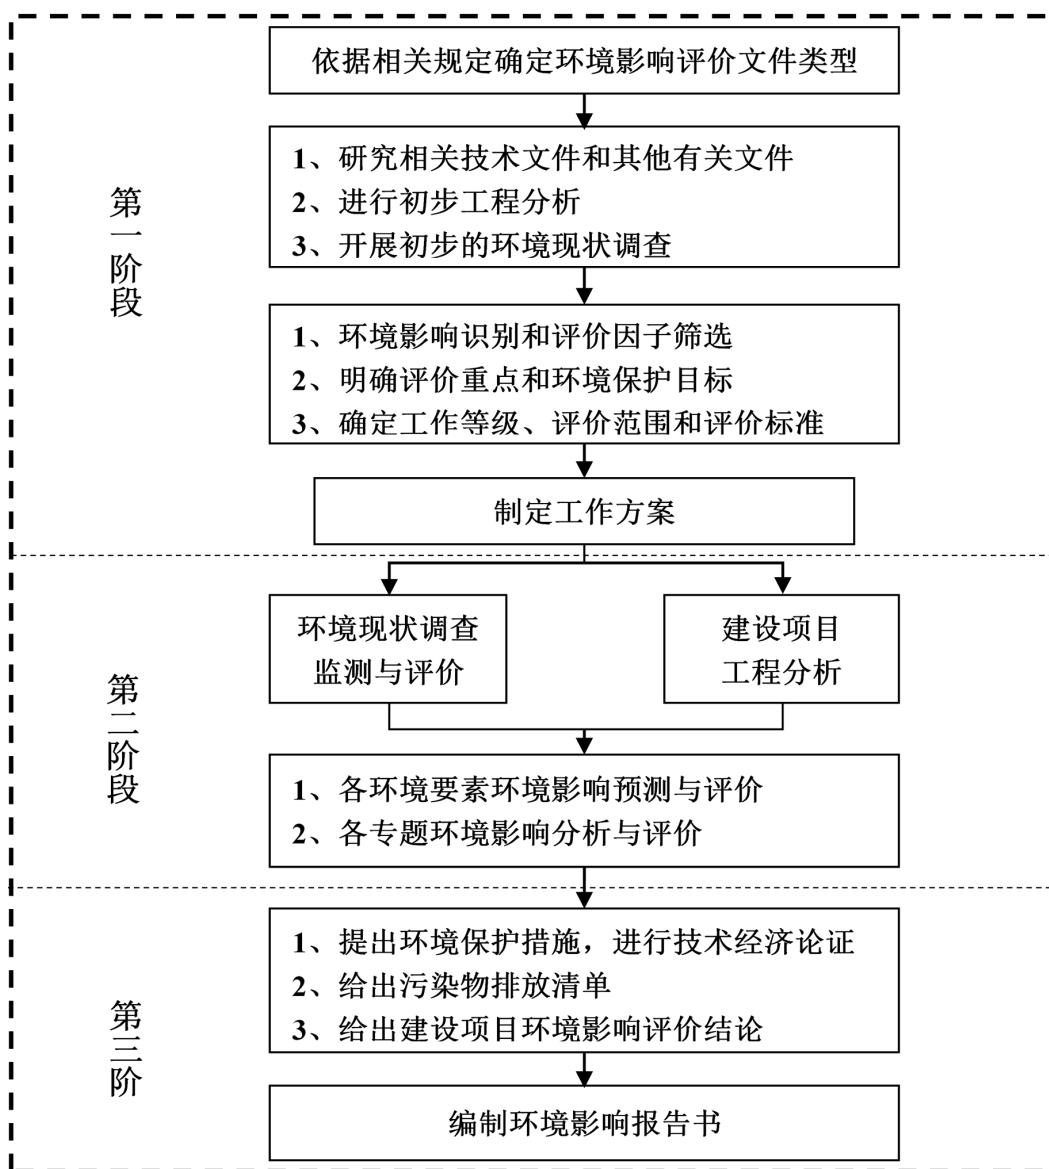 依据相关规定确定环境影响评价文件类型
第一阶段
1、研究相关技术文件和其他有关文件
2、进行初步工程分析
3、开展初步的环境现状调查
1、环境影响识别和评价因子筛选
2、明确评价重点和环境保护目标
3、确定工作等级、评价范围和评价标准
制定工作方案
第二阶段
环境现状调查
监测与评价
建设项目
工程分析
1、各环境要素环境影响预测与评价
2、各专题环境影响分析与评价
第三阶
1、提出环境保护措施，进行技术经济论证
2、给出污染物排放清单
3、给出建设项目环境影响评价结论
编制环境影响报告书